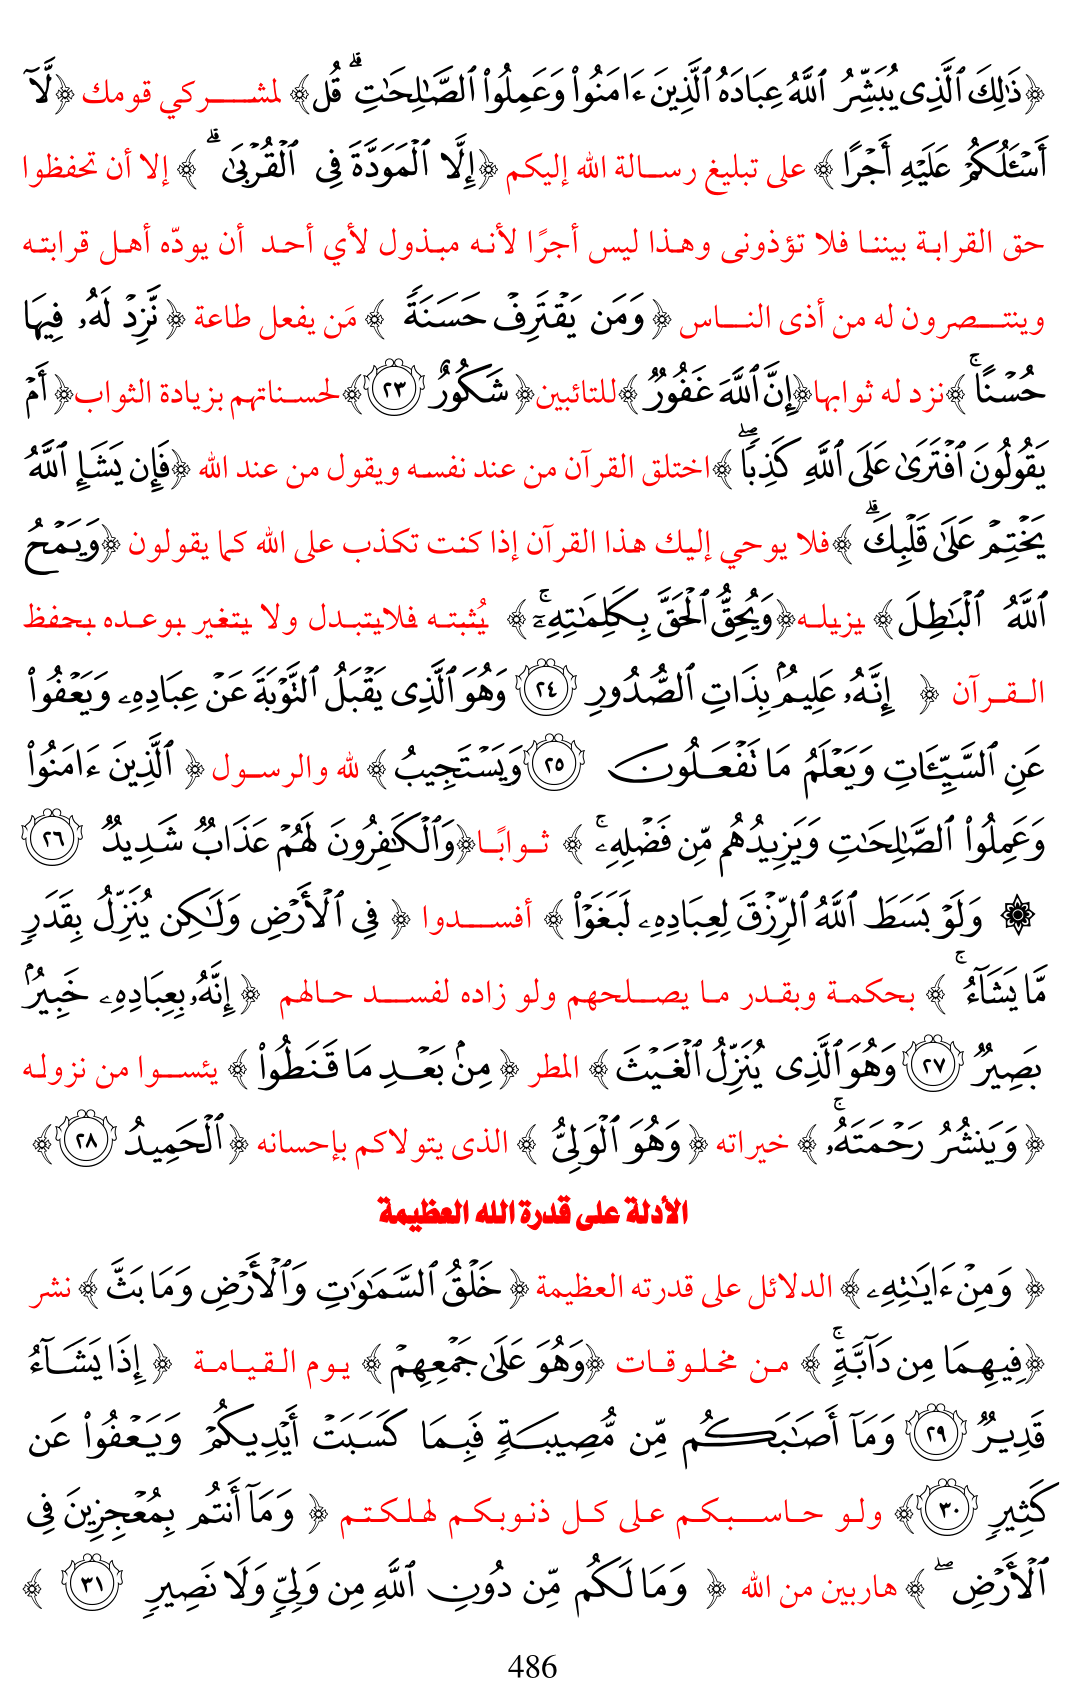 ﴿ذَٰلِكَ ٱلَّذِى يُبَشِّرُ ٱللَّهُ عِبَادَهُ ٱلَّذِينَ ءَامَنُوا۟ وَعَمِلُوا۟ ٱلصَّـٰلِحَـٰتِ ۗ قُل﴾ لمشركي قومك ﴿لَّآ
أَسْـَٔلُكُمْ عَلَيْهِ أَجْرًا ﴾ على تبليغ رسالة الله إليكم ﴿إِلَّا ٱلْمَوَدَّةَ فِى ٱلْقُرْبَىٰ ۗ ﴾ إلا أن تحفظوا
حق القرابة بيننا فلا تؤذونى وهذا ليس أجرًا لأنه مبذول لأي أحد أن يودّه أهل قرابته
وينتصرون له من أذى الناس ﴿ وَمَن يَقْتَرِفْ حَسَنَةً ﴾ مَن يفعل طاعة ﴿ نَّزِدْ لَهُۥ فِيهَا
حُسْنًا ۚ ﴾نزد له ثوابها﴿إِنَّ ٱللَّهَ غَفُورٌ ﴾للتائبين﴿ شَكُورٌ ٢٣﴾لحسناتهم بزيادة الثواب﴿ أَمْ
يَقُولُونَ ٱفْتَرَىٰ عَلَى ٱللَّهِ كَذِبًا ۖ ﴾اختلق القرآن من عند نفسه ويقول من عند الله ﴿فَإِن يَشَإِ ٱللَّهُ
يَخْتِمْ عَلَىٰ قَلْبِكَ ۗ ﴾فلا يوحي إليك هذا القرآن إذا كنت تكذب على الله كما يقولون ﴿وَيَمْحُ
ٱللَّهُ ٱلْبَـٰطِلَ ﴾ يزيله﴿وَيُحِقُّ ٱلْحَقَّ بِكَلِمَـٰتِهِۦٓ ۚ ﴾ يُثبته فلايتبدل ولا يتغير بوعده بحفظ
القرآن ﴿ إِنَّهُۥ عَلِيمٌۢ بِذَاتِ ٱلصُّدُورِ ٢٤ وَهُوَ ٱلَّذِى يَقْبَلُ ٱلتَّوْبَةَ عَنْ عِبَادِهِۦ وَيَعْفُوا۟
عَنِ ٱلسَّيِّـَٔاتِ وَيَعْلَمُ مَا تَفْعَلُونَ ٢٥ وَيَسْتَجِيبُ ﴾ لله والرسول ﴿ ٱلَّذِينَ ءَامَنُوا۟
وَعَمِلُوا۟ ٱلصَّـٰلِحَـٰتِ وَيَزِيدُهُم مِّن فَضْلِهِۦ ۚ ﴾ ثوابًا﴿وَٱلْكَـٰفِرُونَ لَهُمْ عَذَابٌ شَدِيدٌ ٢٦
۞ وَلَوْ بَسَطَ ٱللَّهُ ٱلرِّزْقَ لِعِبَادِهِۦ لَبَغَوْا۟ ﴾ أفسدوا ﴿ فِى ٱلْأَرْضِ وَلَـٰكِن يُنَزِّلُ بِقَدَرٍ
مَّا يَشَآءُ ۚ ﴾ بحكمة وبقدر ما يصلحهم ولو زاده لفسد حالهم ﴿ إِنَّهُۥ بِعِبَادِهِۦ خَبِيرٌۢ
بَصِيرٌ ٢٧ وَهُوَ ٱلَّذِى يُنَزِّلُ ٱلْغَيْثَ ﴾ المطر ﴿ مِنۢ بَعْدِ مَا قَنَطُوا۟ ﴾ يئسوا من نزوله
﴿ وَيَنشُرُ رَحْمَتَهُۥ ۚ ﴾ خيراته ﴿ وَهُوَ ٱلْوَلِىُّ ﴾ الذى يتولاكم بإحسانه ﴿ ٱلْحَمِيدُ ٢٨ ﴾
الأدلة على قدرة الله العظيمة
﴿ وَمِنْ ءَايَـٰتِهِۦ ﴾ الدلائل على قدرته العظيمة ﴿ خَلْقُ ٱلسَّمَـٰوَٰتِ وَٱلْأَرْضِ وَمَا بَثَّ ﴾ نشر
﴿فِيهِمَا مِن دَآبَّةٍ ۚ ﴾ من مخلوقات ﴿وَهُوَ عَلَىٰ جَمْعِهِمْ ﴾ يوم القيامة ﴿ إِذَا يَشَآءُ
قَدِيرٌ ٢٩ وَمَآ أَصَـٰبَكُم مِّن مُّصِيبَةٍ فَبِمَا كَسَبَتْ أَيْدِيكُمْ وَيَعْفُوا۟ عَن
كَثِيرٍ ٣٠ ﴾ ولو حاسبكم على كل ذنوبكم لهلكتم ﴿ وَمَآ أَنتُم بِمُعْجِزِينَ فِى
ٱلْأَرْضِ ۖ ﴾ هاربين من الله ﴿ وَمَا لَكُم مِّن دُونِ ٱللَّهِ مِن وَلِىٍّ وَلَا نَصِيرٍ ٣١ ﴾
486